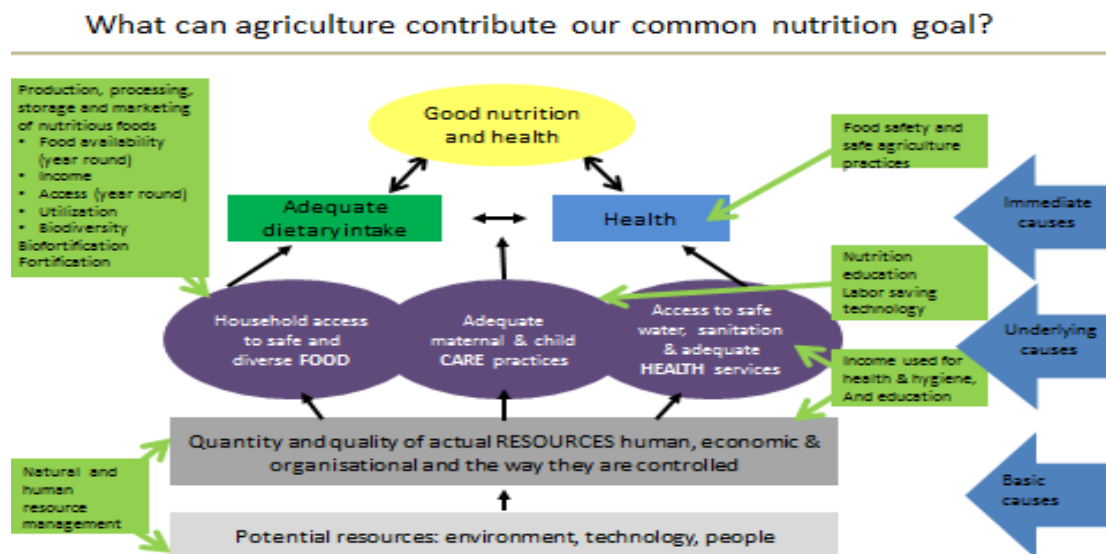 What can agriculture contribute our common nutrition goal?
Production, processing,
storage and marketing
of nutritious foods
• Food availability
(year round)
• Income
• Access (year round)
• Utilization
• Biodiversity
Biofortification
Fortification
Good nutrition
and health
Food safety and
safe agriculture
practices
Adequate
dietary intake
Health
Immediate
causes
Nutrition
education
Labor saving
technology
Household access
to safe and
diverse FOOD
Adequate
maternal & child
CARE practices
Access to safe
water, sanitation
& adequate
HEALTH services
Underlying
causes
Income used for
health & hygiene,
And education
Quantity and quality of actual RESOURCES human, economic &
organisational and the way they are controlled
Natural and
human
resource
management
Basic
causes
Potential resources: environment, technology, people